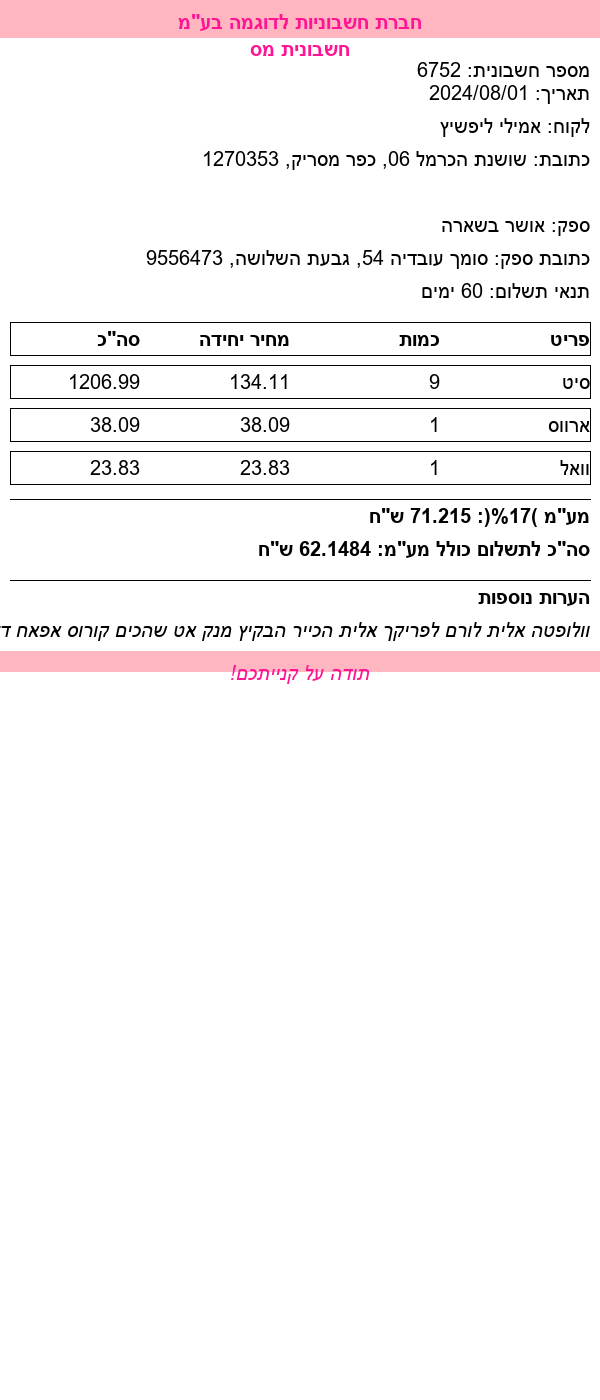 חברת חשבוניות לדוגמה בע"מ
חשבונית מס
מספר חשבונית: 6752
תאריך: 2024/08/01
לקוח: אמילי ליפשיץ
כתובת: שושנת הכרמל 06, כפר מסריק, 1270353
ספק: אושר בשארה
כתובת ספק: סומך עובדיה 54, גבעת השלושה, 9556473
תנאי תשלום: 60 ימים
פריט כמות מחיר יחידה סה"כ
סיט 9 134.11 1206.99
ארווס 1 38.09 38.09
וואל 1 23.83 23.83
מע"מ )17%(: 71.215 ש"ח
סה"כ לתשלום כולל מע"מ: 62.1484 ש"ח
הערות נוספות
וולופטה אלית לורם לפריקך אלית הכייר הבקיץ מנק אט שהכים קורוס אפאח
תודה על קנייתכם!